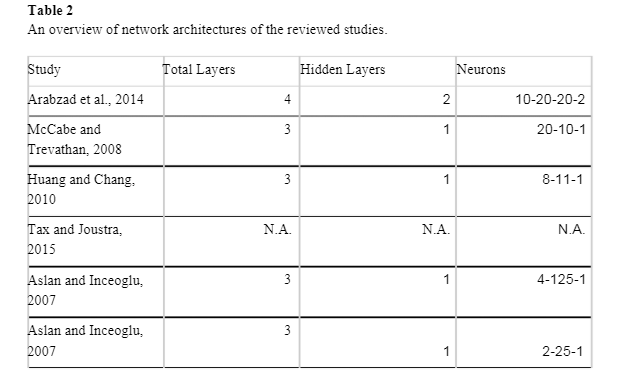 Table 2
An overview of network architectures of the reviewed studies.
Study Total Layers Hidden Layers Neurons
Arabzad et al., 2014 4 2 10-20-20-2
McCabe and 3 1 20-10-1
Trevathan, 2008
Huang and Chang, 3 1 8-11-1
2010
Tax and Joustra, N.A. N.A. N.A.
2015
Aslan and Inceoglu, 3 1 4-125-1
2007
Aslan and Inceoglu, 3
2007 1 2-25-1